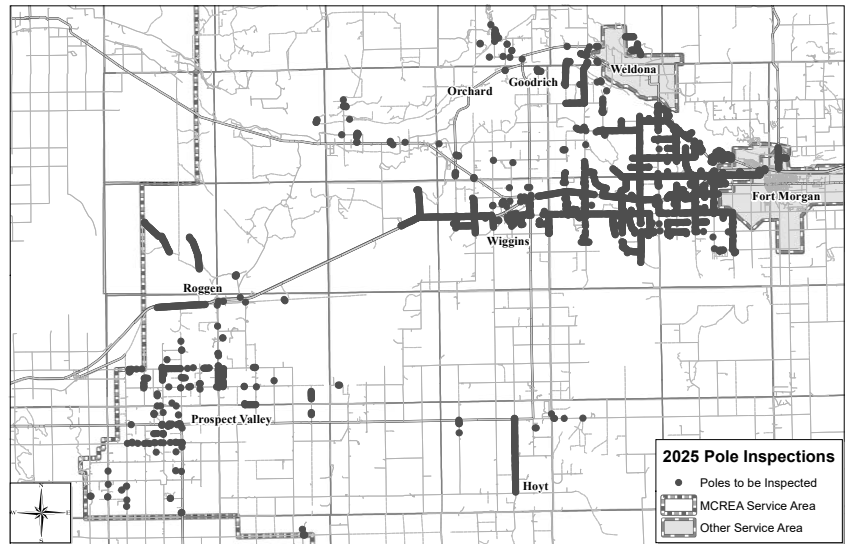 Weldona
Goodrich
Orchard
Fort Morgan
Wiggins
Roggen
Prospect Valley
Hoyt
2025 Pole Inspections
Poles to be Inspected
MCREA Service Area
Other Service Area
N
W
E
S